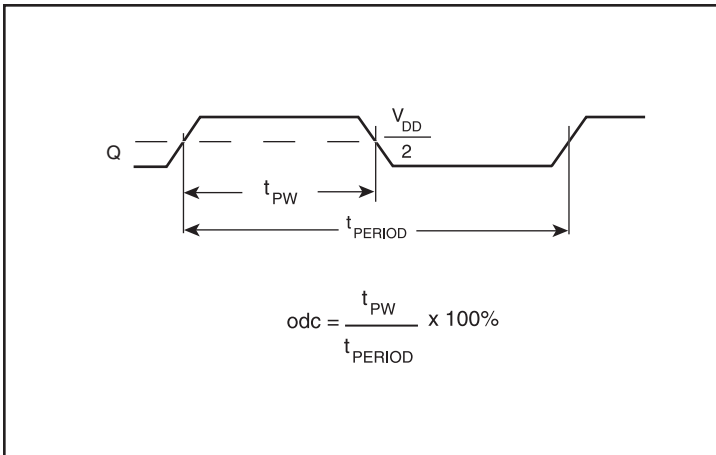 Q
V_DD
2
t_PW
t_PERIOD
odc = t_PW / t_PERIOD x 100%